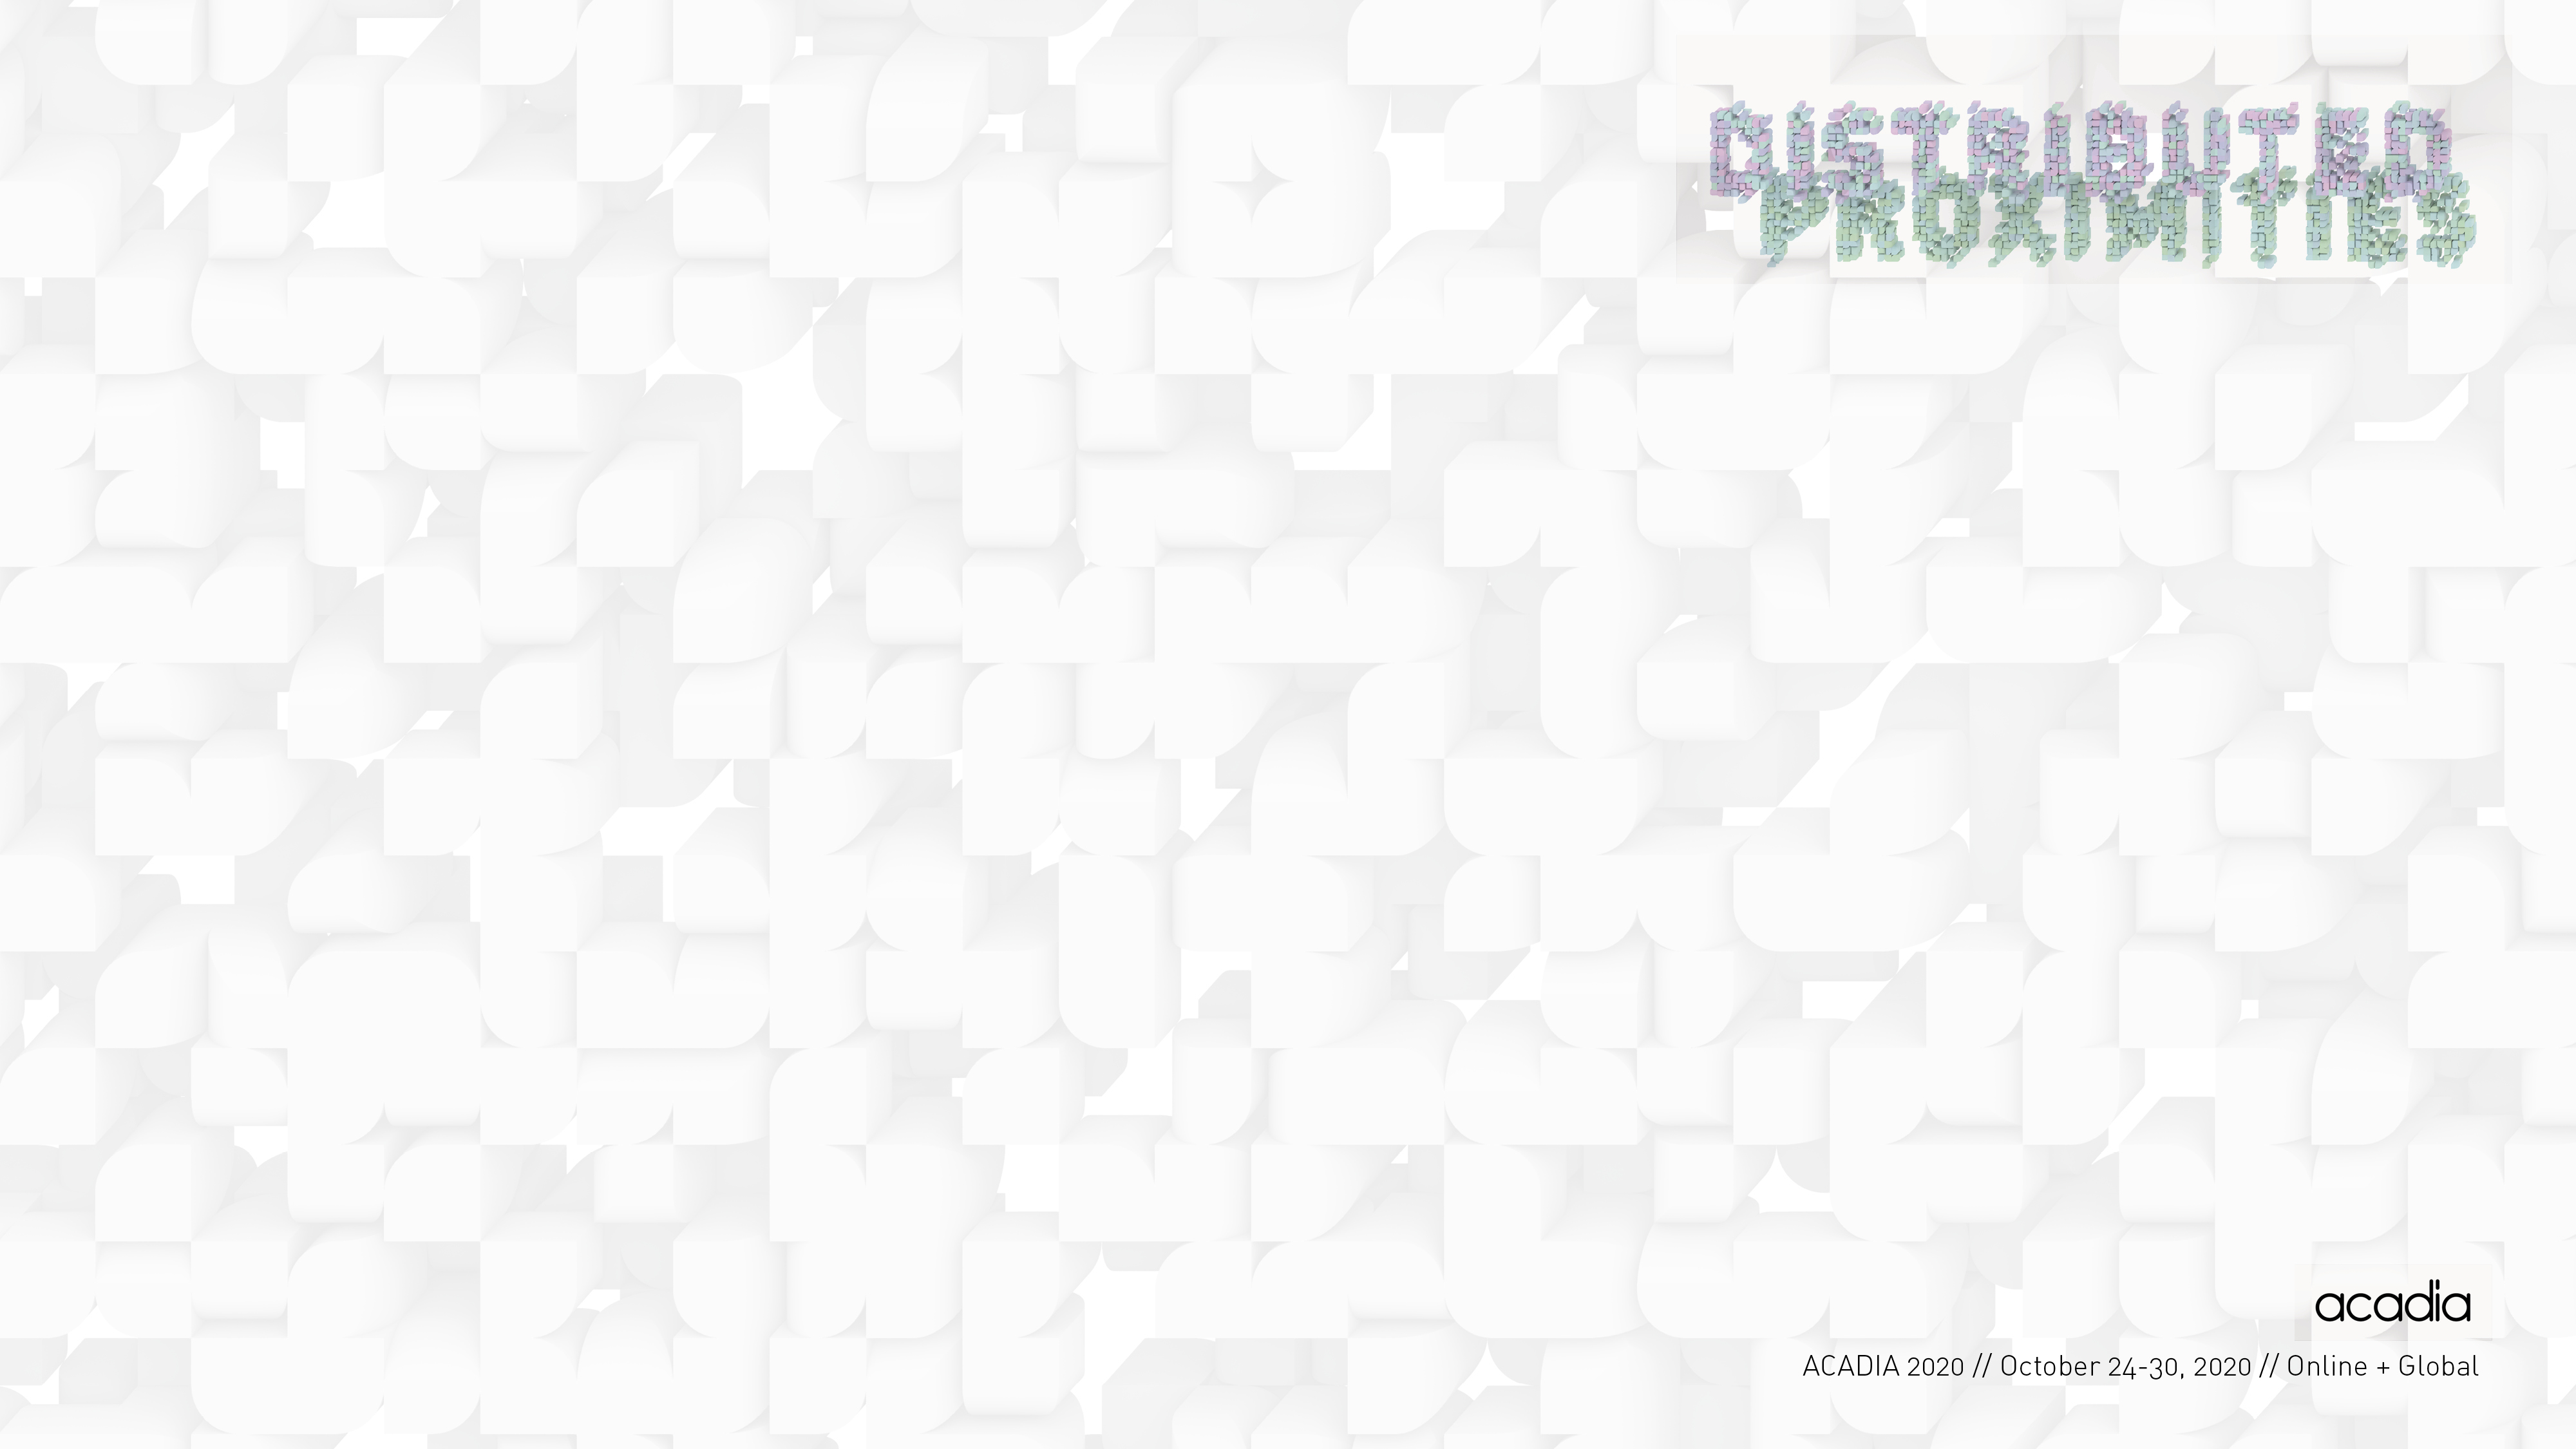 DISTRIBUTED
PROXIMITIES
acadia
ACADIA 2020 // October 24-30, 2020 // Online + Global